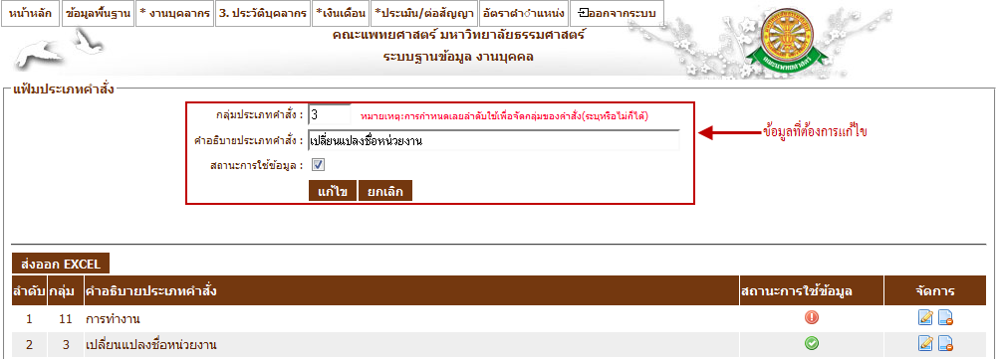 หน้าหลัก ข้อมูลพื้นฐาน * งานบุคลากร 3. ประวัติบุคลากร *เงินเดือน *ประเมิน/ต่อสัญญา อัตราตำแหน่ง ออกจากระบบ
คณะแพทยศาสตร์ มหาวิทยาลัยธรรมศาสตร์
ระบบฐานข้อมูล งานบุคคล
คณะแพทยศาสตร์
แฟ้มประเภทคำสั่ง
กลุ่มประเภทคำสั่ง : 3 หมายเหตุ:การกำหนดเลขลำดับใช้เพื่อจัดกลุ่มของคำสั่ง(ระบุหรือไม่ก็ได้)
ข้อมูลที่ต้องการแก้ไข
คำอธิบายประเภทคำสั่ง : เปลี่ยนแปลงชื่อหน่วยงาน
สถานะการใช้ข้อมูล :
แก้ไข ยกเลิก
ส่งออก EXCEL
ลำดับ กลุ่ม คำอธิบายประเภทคำสั่ง สถานะการใช้ข้อมูล จัดการ
1 11 การทำงาน
2 3 เปลี่ยนแปลงชื่อหน่วยงาน